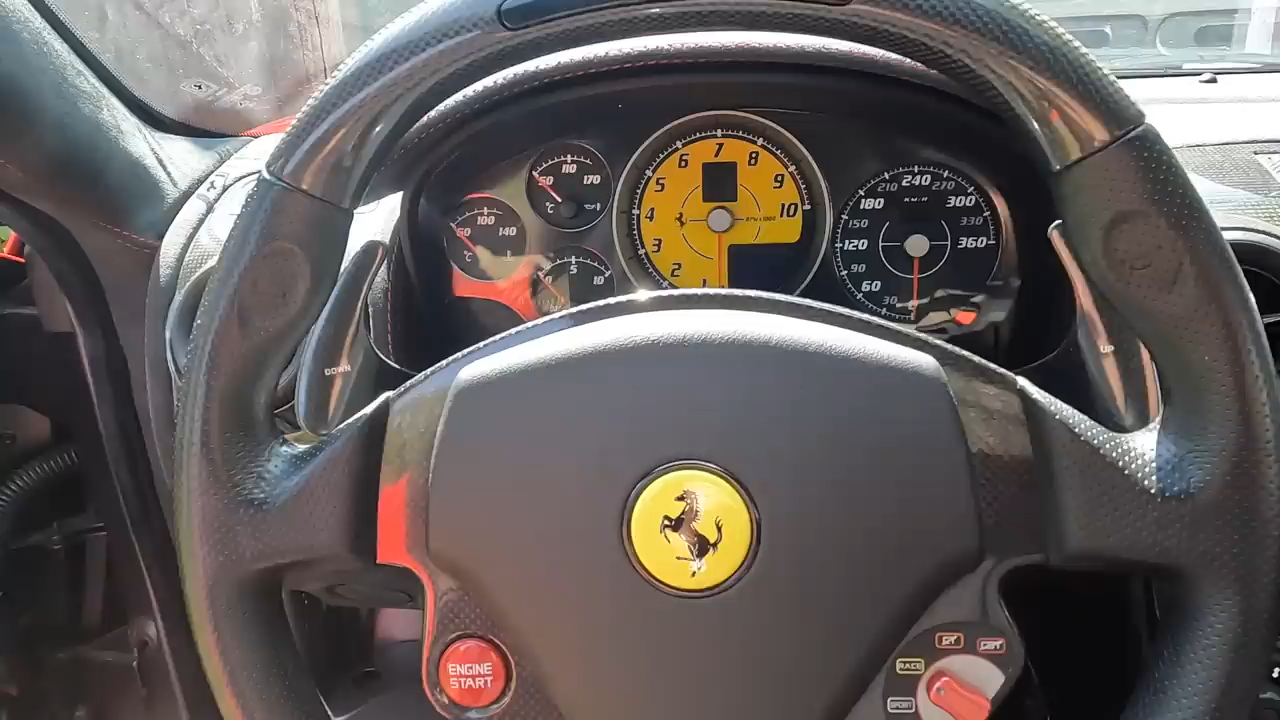 50 110 170
°C
60 100 140
°C
0 5 10
1 2 3 4 5 6 7 8 9 10
RPM x1000
30 60 90 120 150 180 210 240 270 300 330 360
KM/H
DOWN
UP
ENGINE
START
RACE
SPORT
CST